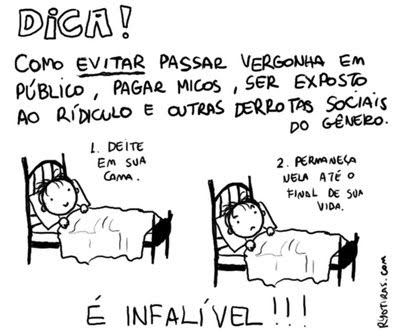 DICA!
COMO EVITAR PASSAR VERGONHA EM
PÚBLICO, PAGAR MICOS, SER EXPOSTO
AO RÍDICULO E OUTRAS DERROTAS SOCIAIS
DO GÊNERO.
1. DEITE
EM SUA
CAMA.
2. PERMANEÇA
NELA ATÉ O
FINAL DE SUA
VIDA.
RYOTIRAS.COM
É INFALÍVEL!!!